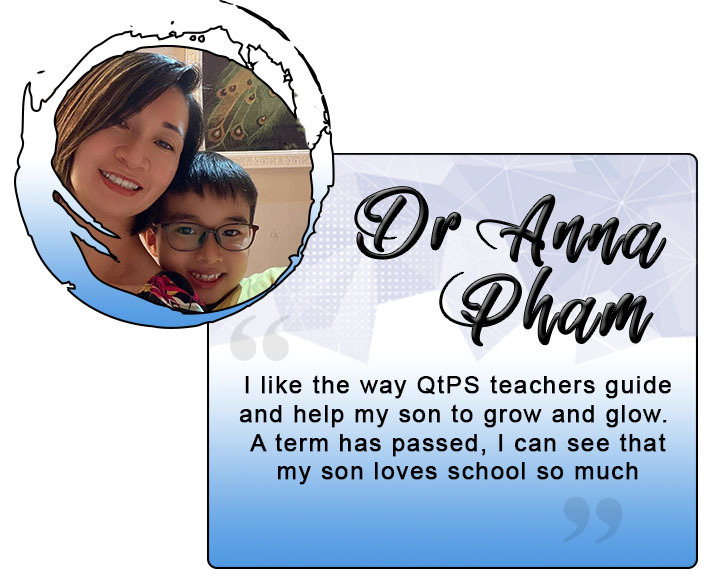 Dr Anna
Pham
“
I like the way QtPS teachers guide
and help my son to grow and glow.
A term has passed, I can see that
my son loves school so much
”